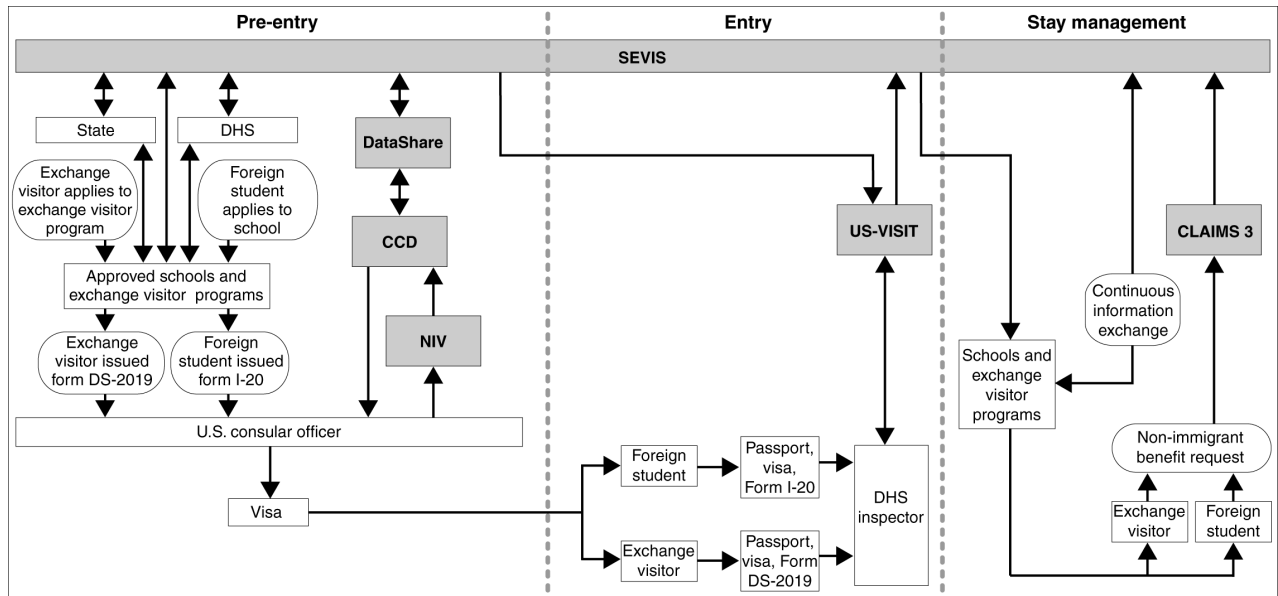 Pre-entry
Entry
Stay management
SEVIS
State
DHS
DataShare
Exchange
visitor applies to
exchange visitor
program
Foreign
student
applies to
school
CCD
US-VISIT
CLAIMS 3
Approved schools and
exchange visitor programs
Continuous
information
exchange
NIV
Exchange
visitor issued
form DS-2019
Foreign
student issued
form I-20
Schools and
exchange
visitor
programs
U.S. consular officer
Non-immigrant
benefit request
Foreign
student
Passport,
visa,
Form I-20
DHS
inspector
Visa
Exchange
visitor
Foreign
student
Exchange
visitor
Passport,
visa, Form
DS-2019